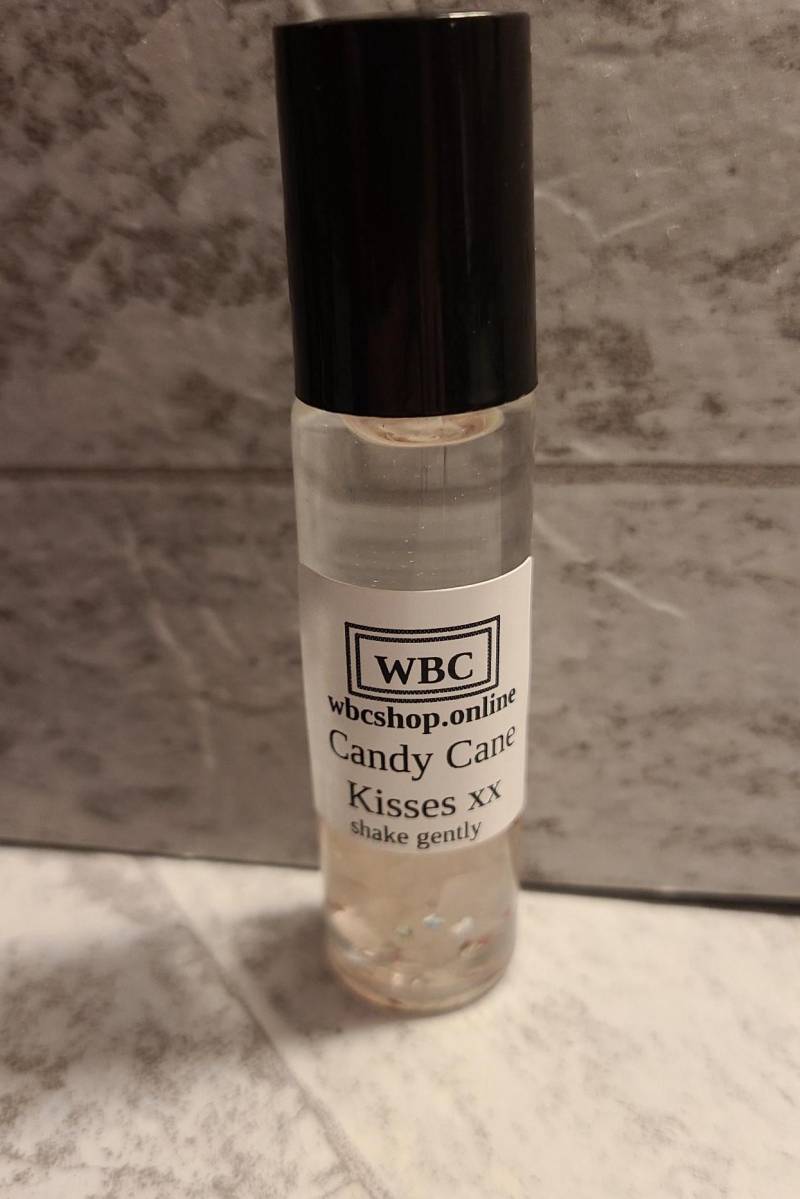 WBC
wbcshop.online
Candy Cane
Kisses xx
shake gently